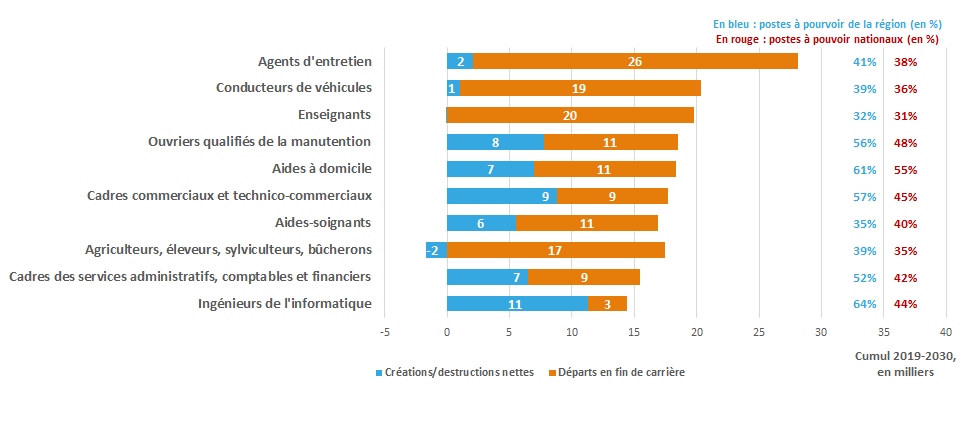 En bleu : postes à pourvoir de la région (en %)
En rouge : postes à pouvoir nationaux (en %)
Agents d'entretien 2 26 41% 38%
Conducteurs de véhicules 1 19 39% 36%
Enseignants 20 32% 31%
Ouvriers qualifiés de la manutention 8 11 56% 48%
Aides à domicile 7 11 61% 55%
Cadres commerciaux et technico-commerciaux 9 9 57% 45%
Aides-soignants 6 11 35% 40%
Agriculteurs, éleveurs, sylviculteurs, bûcherons -2 17 39% 35%
Cadres des services administratifs, comptables et financiers 7 9 52% 42%
Ingénieurs de l'informatique 11 3 64% 44%
-5 0 5 10 15 20 25 30 35 40
Cumul 2019-2030,
en milliers
Créations/destructions nettes Départs en fin de carrière